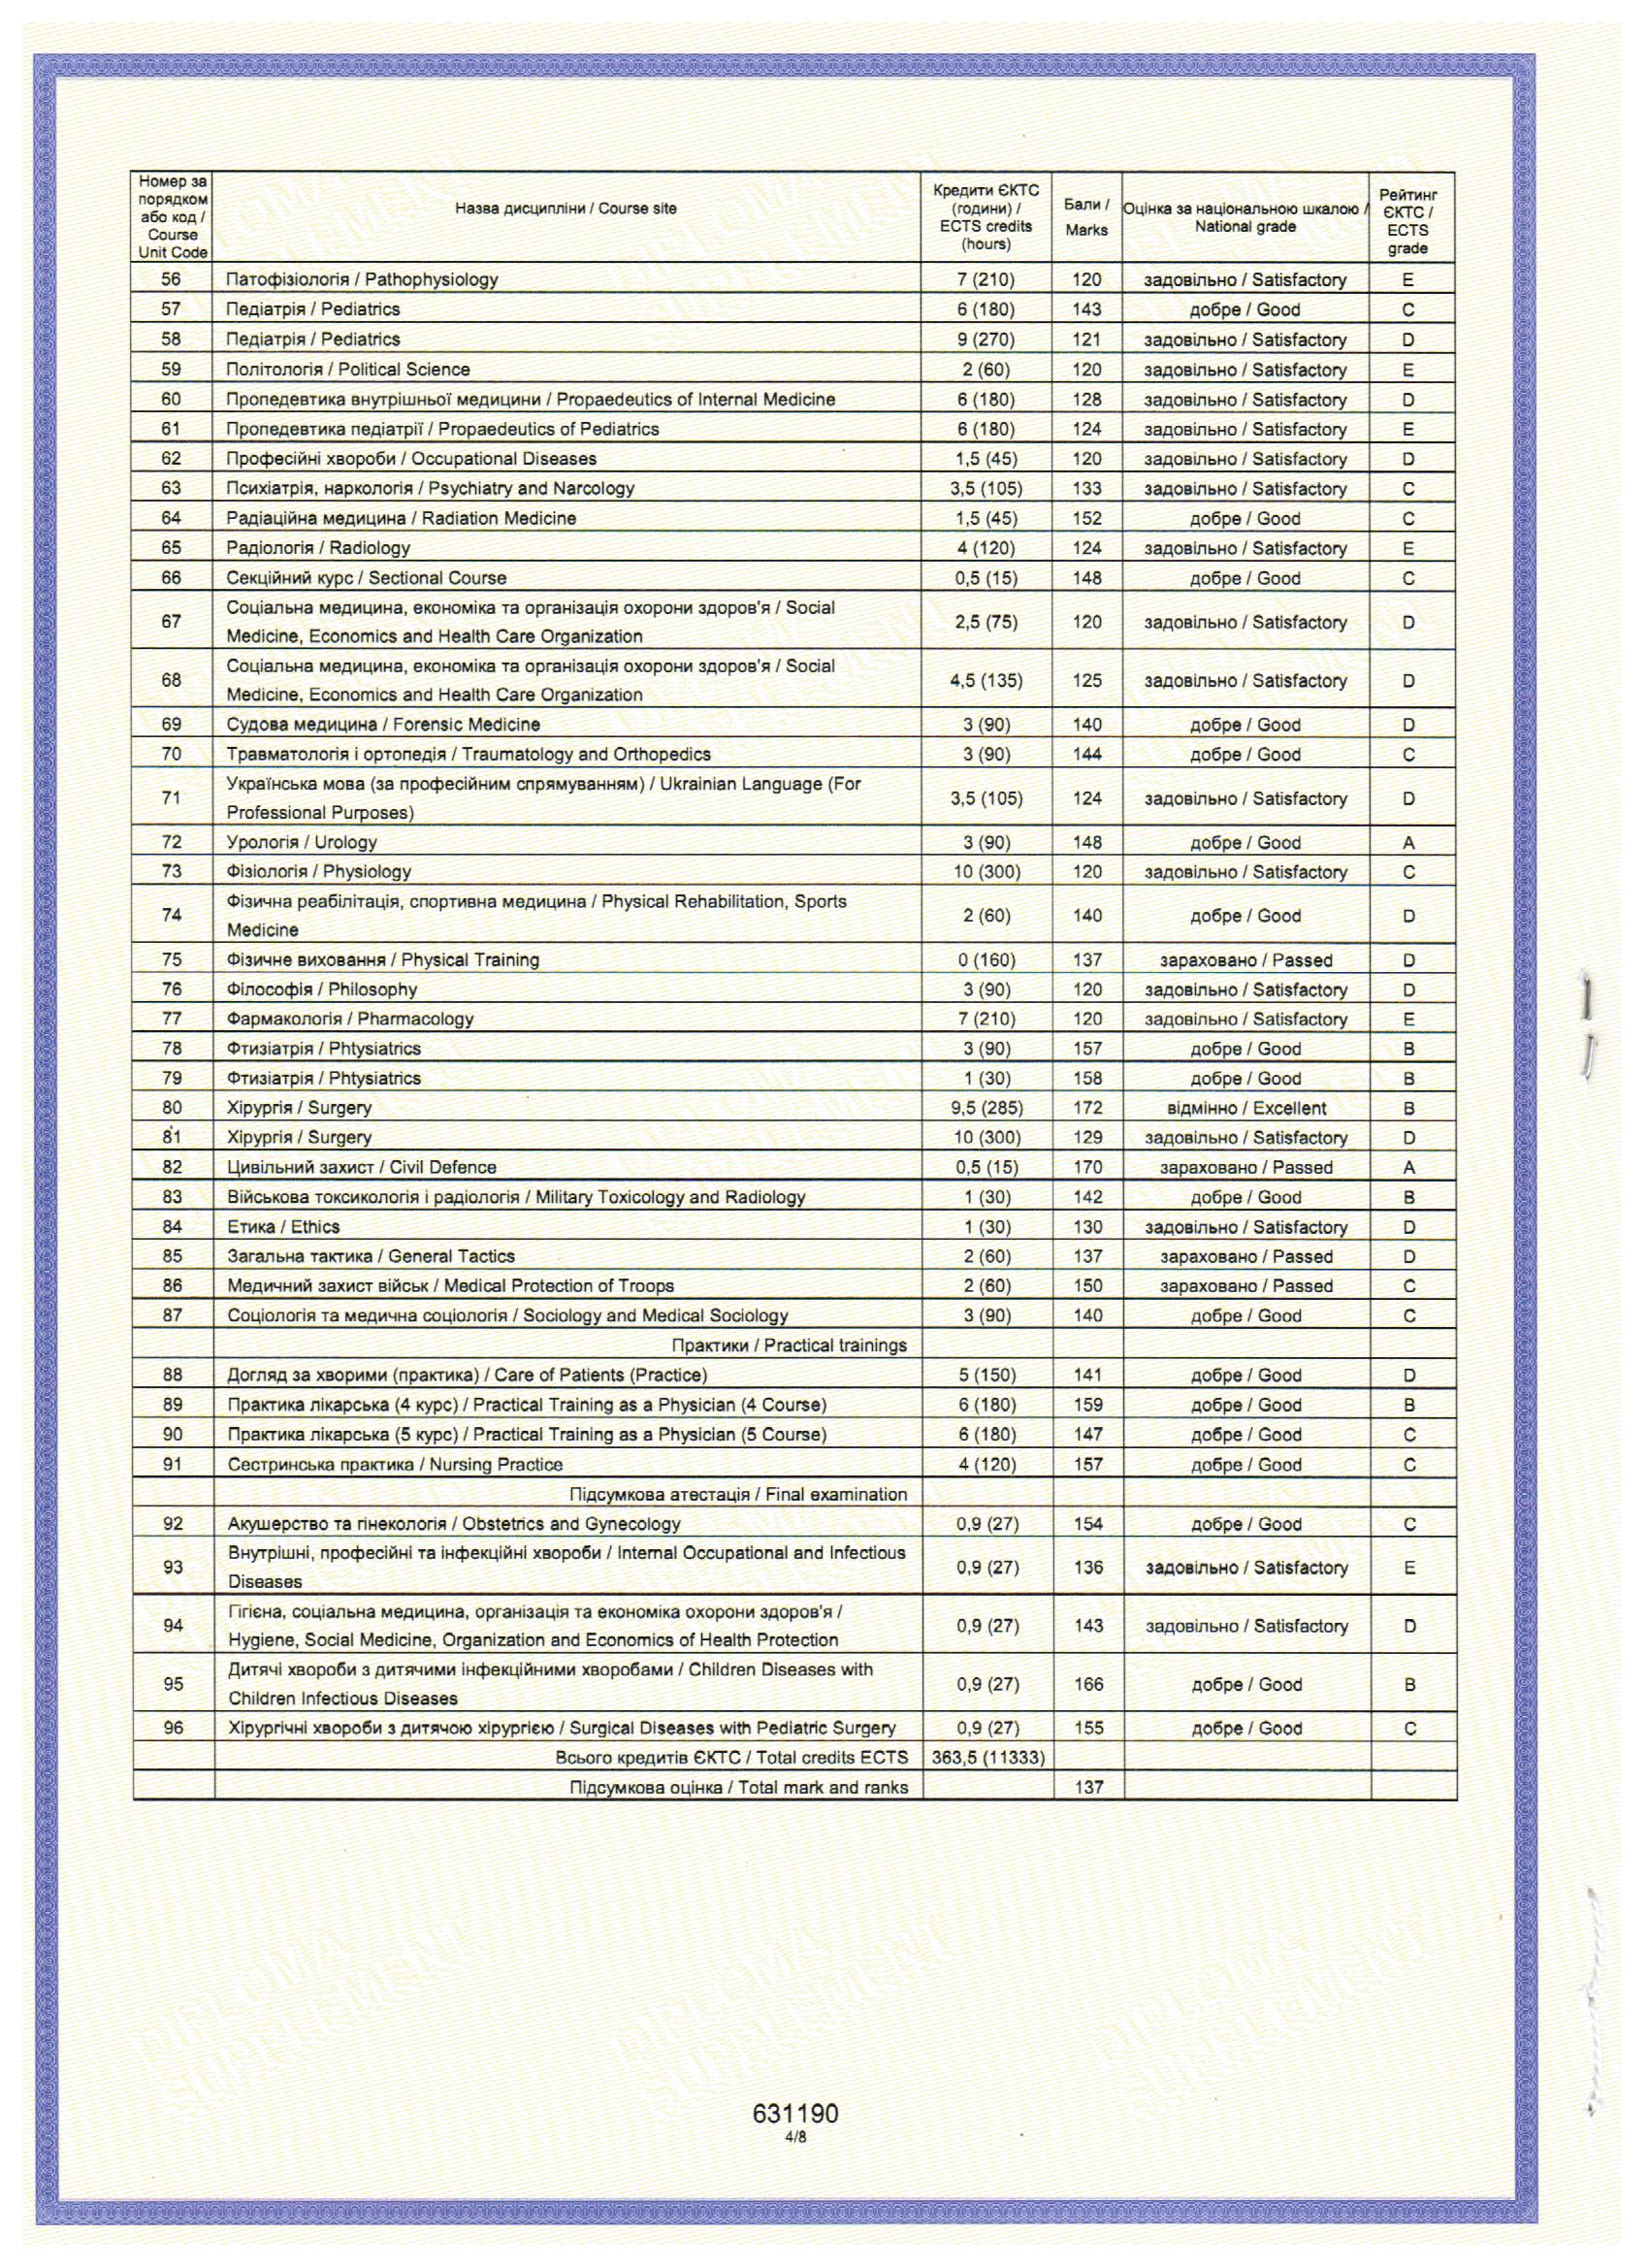 Номер за порядком або код / Course Unit Code | Назва дисципліни / Course site | Кредити ЄКТС (години) / ECTS credits (hours) | Бали / Marks | Оцінка за національною шкалою / National grade | Рейтинг ЄКТС / ECTS grade
56 Патофізіологія / Pathophysiology 7 (210) 120 задовільно / Satisfactory E
57 Педіатрія / Pediatrics 6 (180) 143 добре / Good C
58 Педіатрія / Pediatrics 9 (270) 121 задовільно / Satisfactory D
59 Політологія / Political Science 2 (60) 120 задовільно / Satisfactory E
60 Пропедевтика внутрішньої медицини / Propaedeutics of Internal Medicine 6 (180) 128 задовільно / Satisfactory D
61 Пропедевтика педіатрії / Propaedeutics of Pediatrics 6 (180) 124 задовільно / Satisfactory E
62 Професійні хвороби / Occupational Diseases 1,5 (45) 120 задовільно / Satisfactory D
63 Психіатрія, наркологія / Psychiatry and Narcology 3,5 (105) 133 задовільно / Satisfactory C
64 Радіаційна медицина / Radiation Medicine 1,5 (45) 152 добре / Good C
65 Радіологія / Radiology 4 (120) 124 задовільно / Satisfactory E
66 Секційний курс / Sectional Course 0,5 (15) 148 добре / Good C
67 Соціальна медицина, економіка та організація охорони здоров'я / Social
Medicine, Economics and Health Care Organization 2,5 (75) 120 задовільно / Satisfactory D
68 Соціальна медицина, економіка та організація охорони здоров'я / Social
Medicine, Economics and Health Care Organization 4,5 (135) 125 задовільно / Satisfactory D
69 Судова медицина / Forensic Medicine 3 (90) 140 добре / Good D
70 Травматологія і ортопедія / Traumatology and Orthopedics 3 (90) 144 добре / Good C
71 Українська мова (за професійним спрямуванням) / Ukrainian Language (For
Professional Purposes) 3,5 (105) 124 задовільно / Satisfactory D
72 Урологія / Urology 3 (90) 148 добре / Good A
73 Фізіологія / Physiology 10 (300) 120 задовільно / Satisfactory C
74 Фізична реабілітація, спортивна медицина / Physical Rehabilitation, Sports
Medicine 2 (60) 140 добре / Good D
75 Фізичне виховання / Physical Training 0 (160) 137 зараховано / Passed D
76 Філософія / Philosophy 3 (90) 120 задовільно / Satisfactory D
77 Фармакологія / Pharmacology 7 (210) 120 задовільно / Satisfactory E
78 Фтизіатрія / Phtysiatrics 3 (90) 157 добре / Good B
79 Фтизіатрія / Phtysiatrics 1 (30) 158 добре / Good B
80 Хірургія / Surgery 9,5 (285) 172 відмінно / Excellent B
81 Хірургія / Surgery 10 (300) 129 задовільно / Satisfactory D
82 Цивільний захист / Civil Defence 0,5 (15) 170 зараховано / Passed A
83 Військова токсикологія і радіологія / Military Toxicology and Radiology 1 (30) 142 добре / Good B
84 Етика / Ethics 1 (30) 130 задовільно / Satisfactory D
85 Загальна тактика / General Tactics 2 (60) 137 зараховано / Passed D
86 Медичний захист військ / Medical Protection of Troops 2 (60) 150 зараховано / Passed C
87 Соціологія та медична соціологія / Sociology and Medical Sociology 3 (90) 140 добре / Good C
Практики / Practical trainings
88 Догляд за хворими (практика) / Care of Patients (Practice) 5 (150) 141 добре / Good D
89 Практика лікарська (4 курс) / Practical Training as a Physician (4 Course) 6 (180) 159 добре / Good B
90 Практика лікарська (5 курс) / Practical Training as a Physician (5 Course) 6 (180) 147 добре / Good C
91 Сестринська практика / Nursing Practice 4 (120) 157 добре / Good C
Підсумкова атестація / Final examination
92 Акушерство та гінекологія / Obstetrics and Gynecology 0,9 (27) 154 добре / Good C
93 Внутрішні, професійні та інфекційні хвороби / Internal Occupational and Infectious
Diseases 0,9 (27) 136 задовільно / Satisfactory E
94 Гігієна, соціальна медицина, організація та економіка охорони здоров'я /
Hygiene, Social Medicine, Organization and Economics of Health Protection 0,9 (27) 143 задовільно / Satisfactory D
95 Дитячі хвороби з дитячими інфекційними хворобами / Children Diseases with
Children Infectious Diseases 0,9 (27) 166 добре / Good B
96 Хірургічні хвороби з дитячою хірургією / Surgical Diseases with Pediatric Surgery 0,9 (27) 155 добре / Good C
Всього кредитів ЄКТС / Total credits ECTS 363,5 (11333)
Підсумкова оцінка / Total mark and ranks 137
DIPLOMA SUPPLEMENT
DIPLOMA SUPPLEMENT
DIPLOMA SUPPLEMENT
631190
4/8